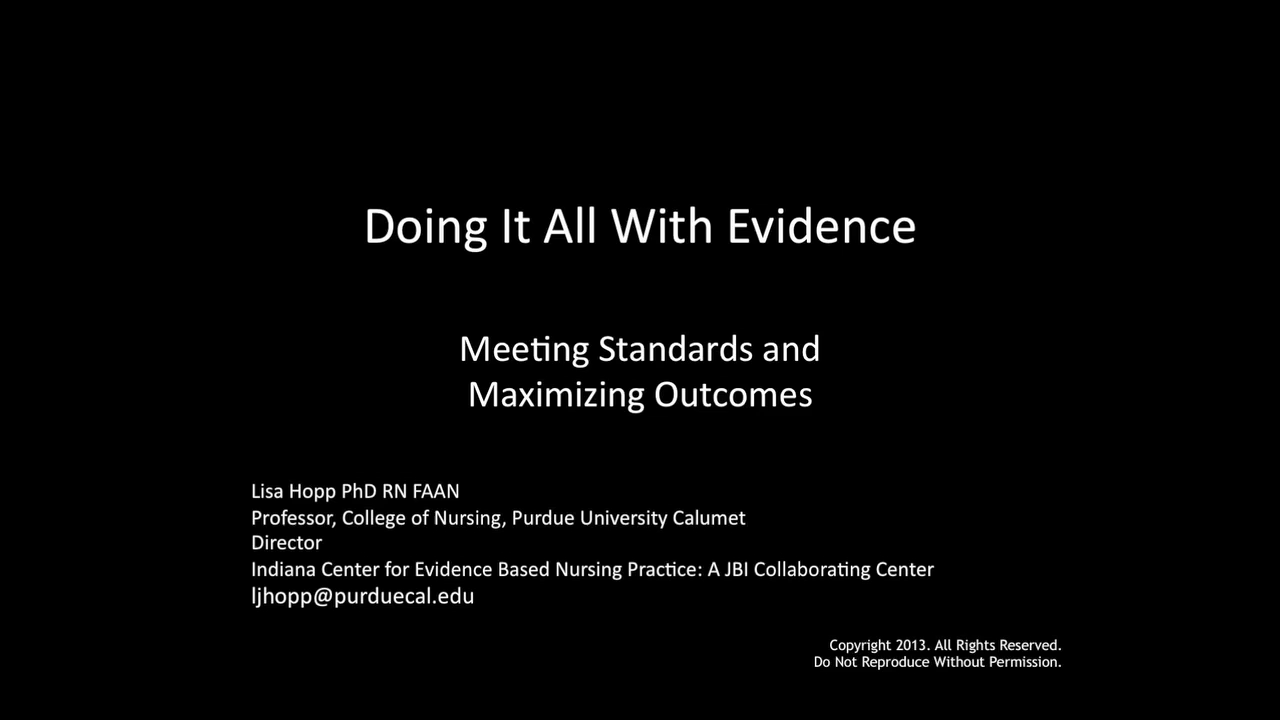 Doing It All With Evidence
Meeting Standards and
Maximizing Outcomes
Lisa Hopp PhD RN FAAN
Professor, College of Nursing, Purdue University Calumet
Director
Indiana Center for Evidence Based Nursing Practice: A JBI Collaborating Center
ljhopp@purduecal.edu
Copyright 2013. All Rights Reserved.
Do Not Reproduce Without Permission.